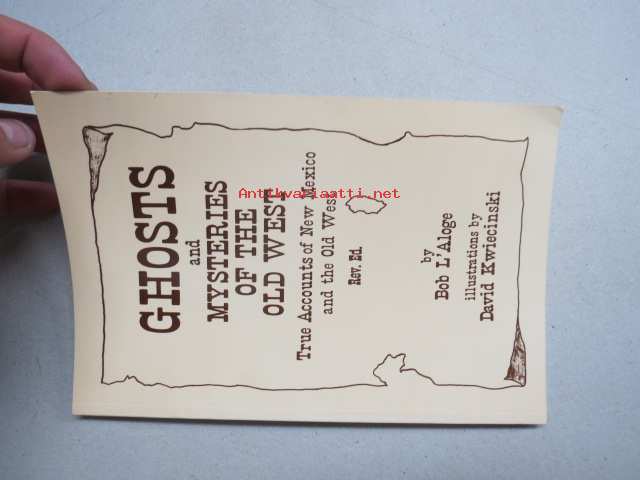 GHOSTS
and
MYSTERIES
OF THE
OLD WEST
True Accounts of New Mexico
and the Old West
Rev. Ed.
by
Bob L'Aloge
illustrations by
David Kwiecinski
Antikvariaatti.net